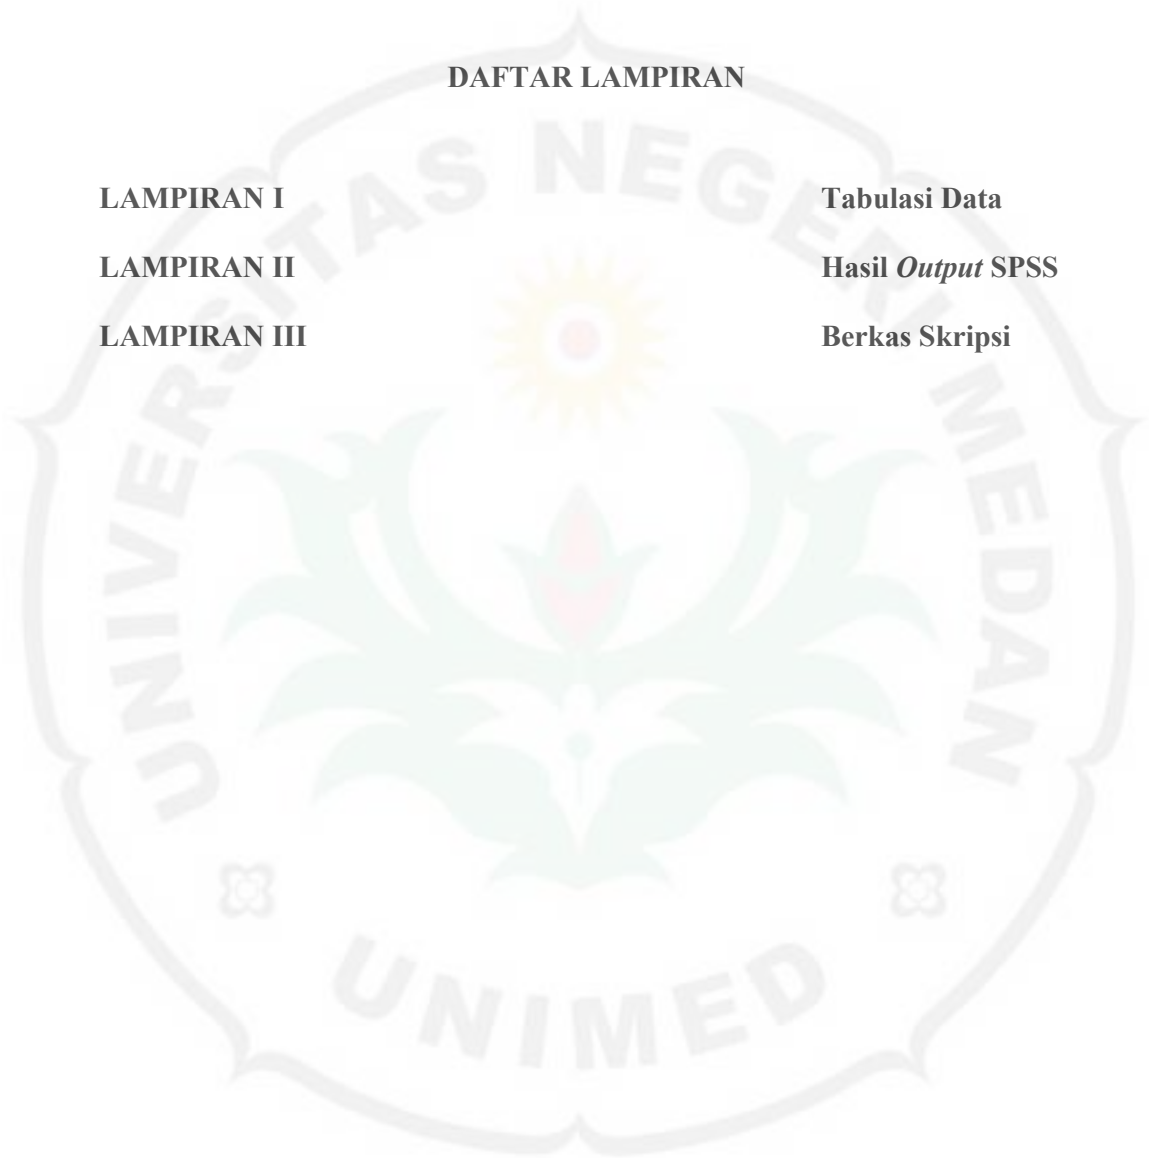 DAFTAR LAMPIRAN
LAMPIRAN I Tabulasi Data
LAMPIRAN II Hasil Output SPSS
LAMPIRAN III Berkas Skripsi
UNIVERSITAS NEGERI MEDAN
UNIMED